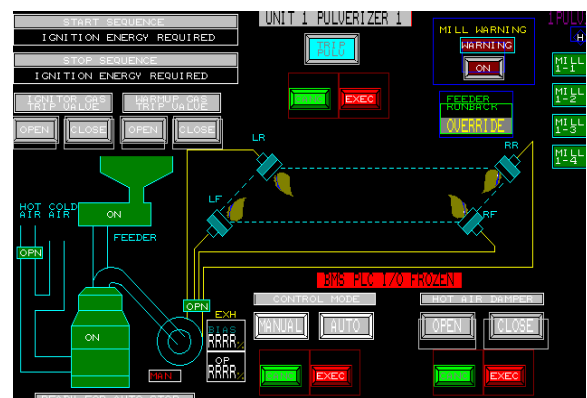 START SEQUENCE
IGNITION ENERGY REQUIRED
STOP SEQUENCE
IGNITION ENERGY REQUIRED
IGNITOR GAS TRIP VALVE
WARMUP GAS TRIP VALVE
OPEN CLOSE OPEN CLOSE
UNIT 1 PULVERIZER 1
TRIP PULV
EXEC
MILL WARNING
WARNING
ON
FEEDER RUNBACK
OVERRIDE
1PULV
H
MILL 1-1
MILL 1-2
MILL 1-3
MILL 1-4
LR
RR
LF
RF
HOT AIR
COLD AIR
ON
FEEDER
OPN
OPN
ON
MAN
EXH
BIAS
RRRR%
OP
RRRR%
BMS PLC I/O FROZEN
CONTROL MODE
MANUAL AUTO
EXEC
HOT AIR DAMPER
OPEN CLOSE
EXEC